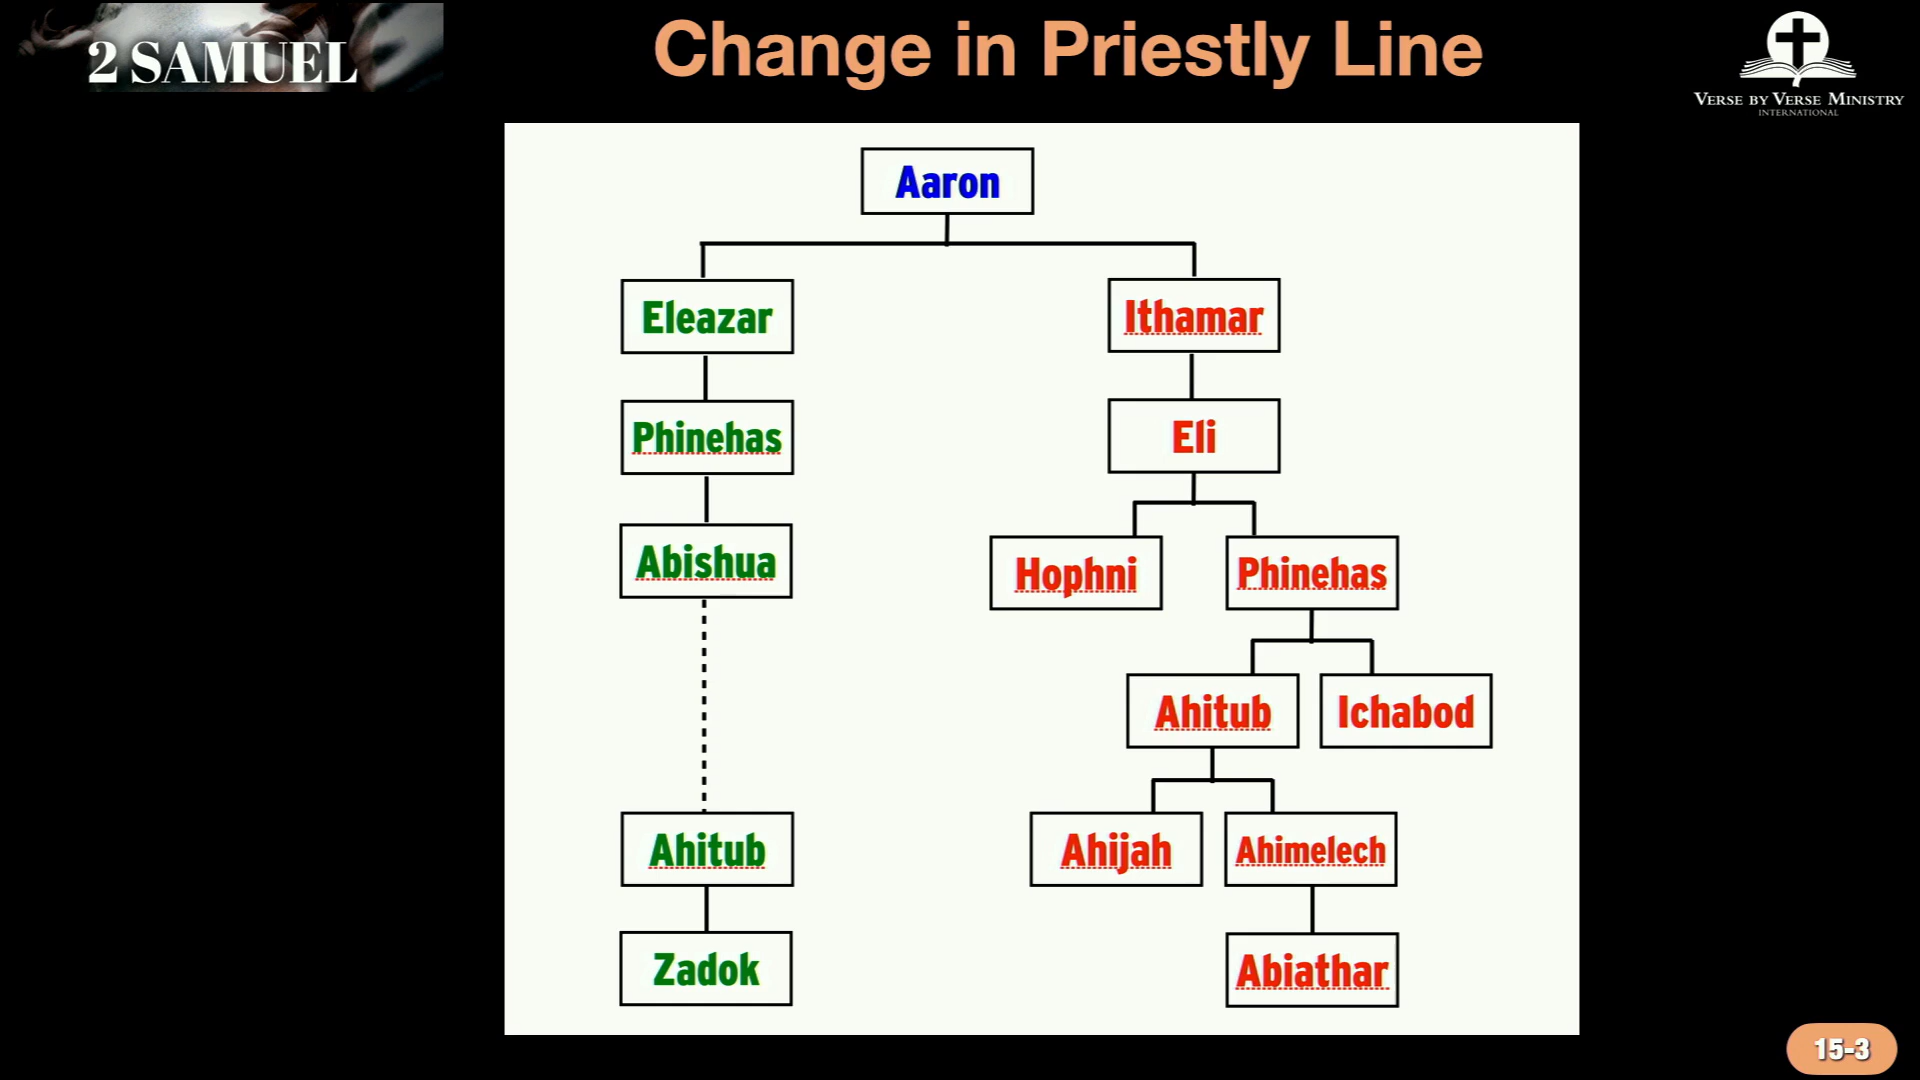 2 SAMUEL
Change in Priestly Line
VERSE BY VERSE MINISTRY
INTERNATIONAL
Aaron
Eleazar
Ithamar
Phinehas
Eli
Abishua
Hophni
Phinehas
Ahitub
Ichabod
Ahitub
Ahijah
Ahimelech
Zadok
Abiathar
15-3